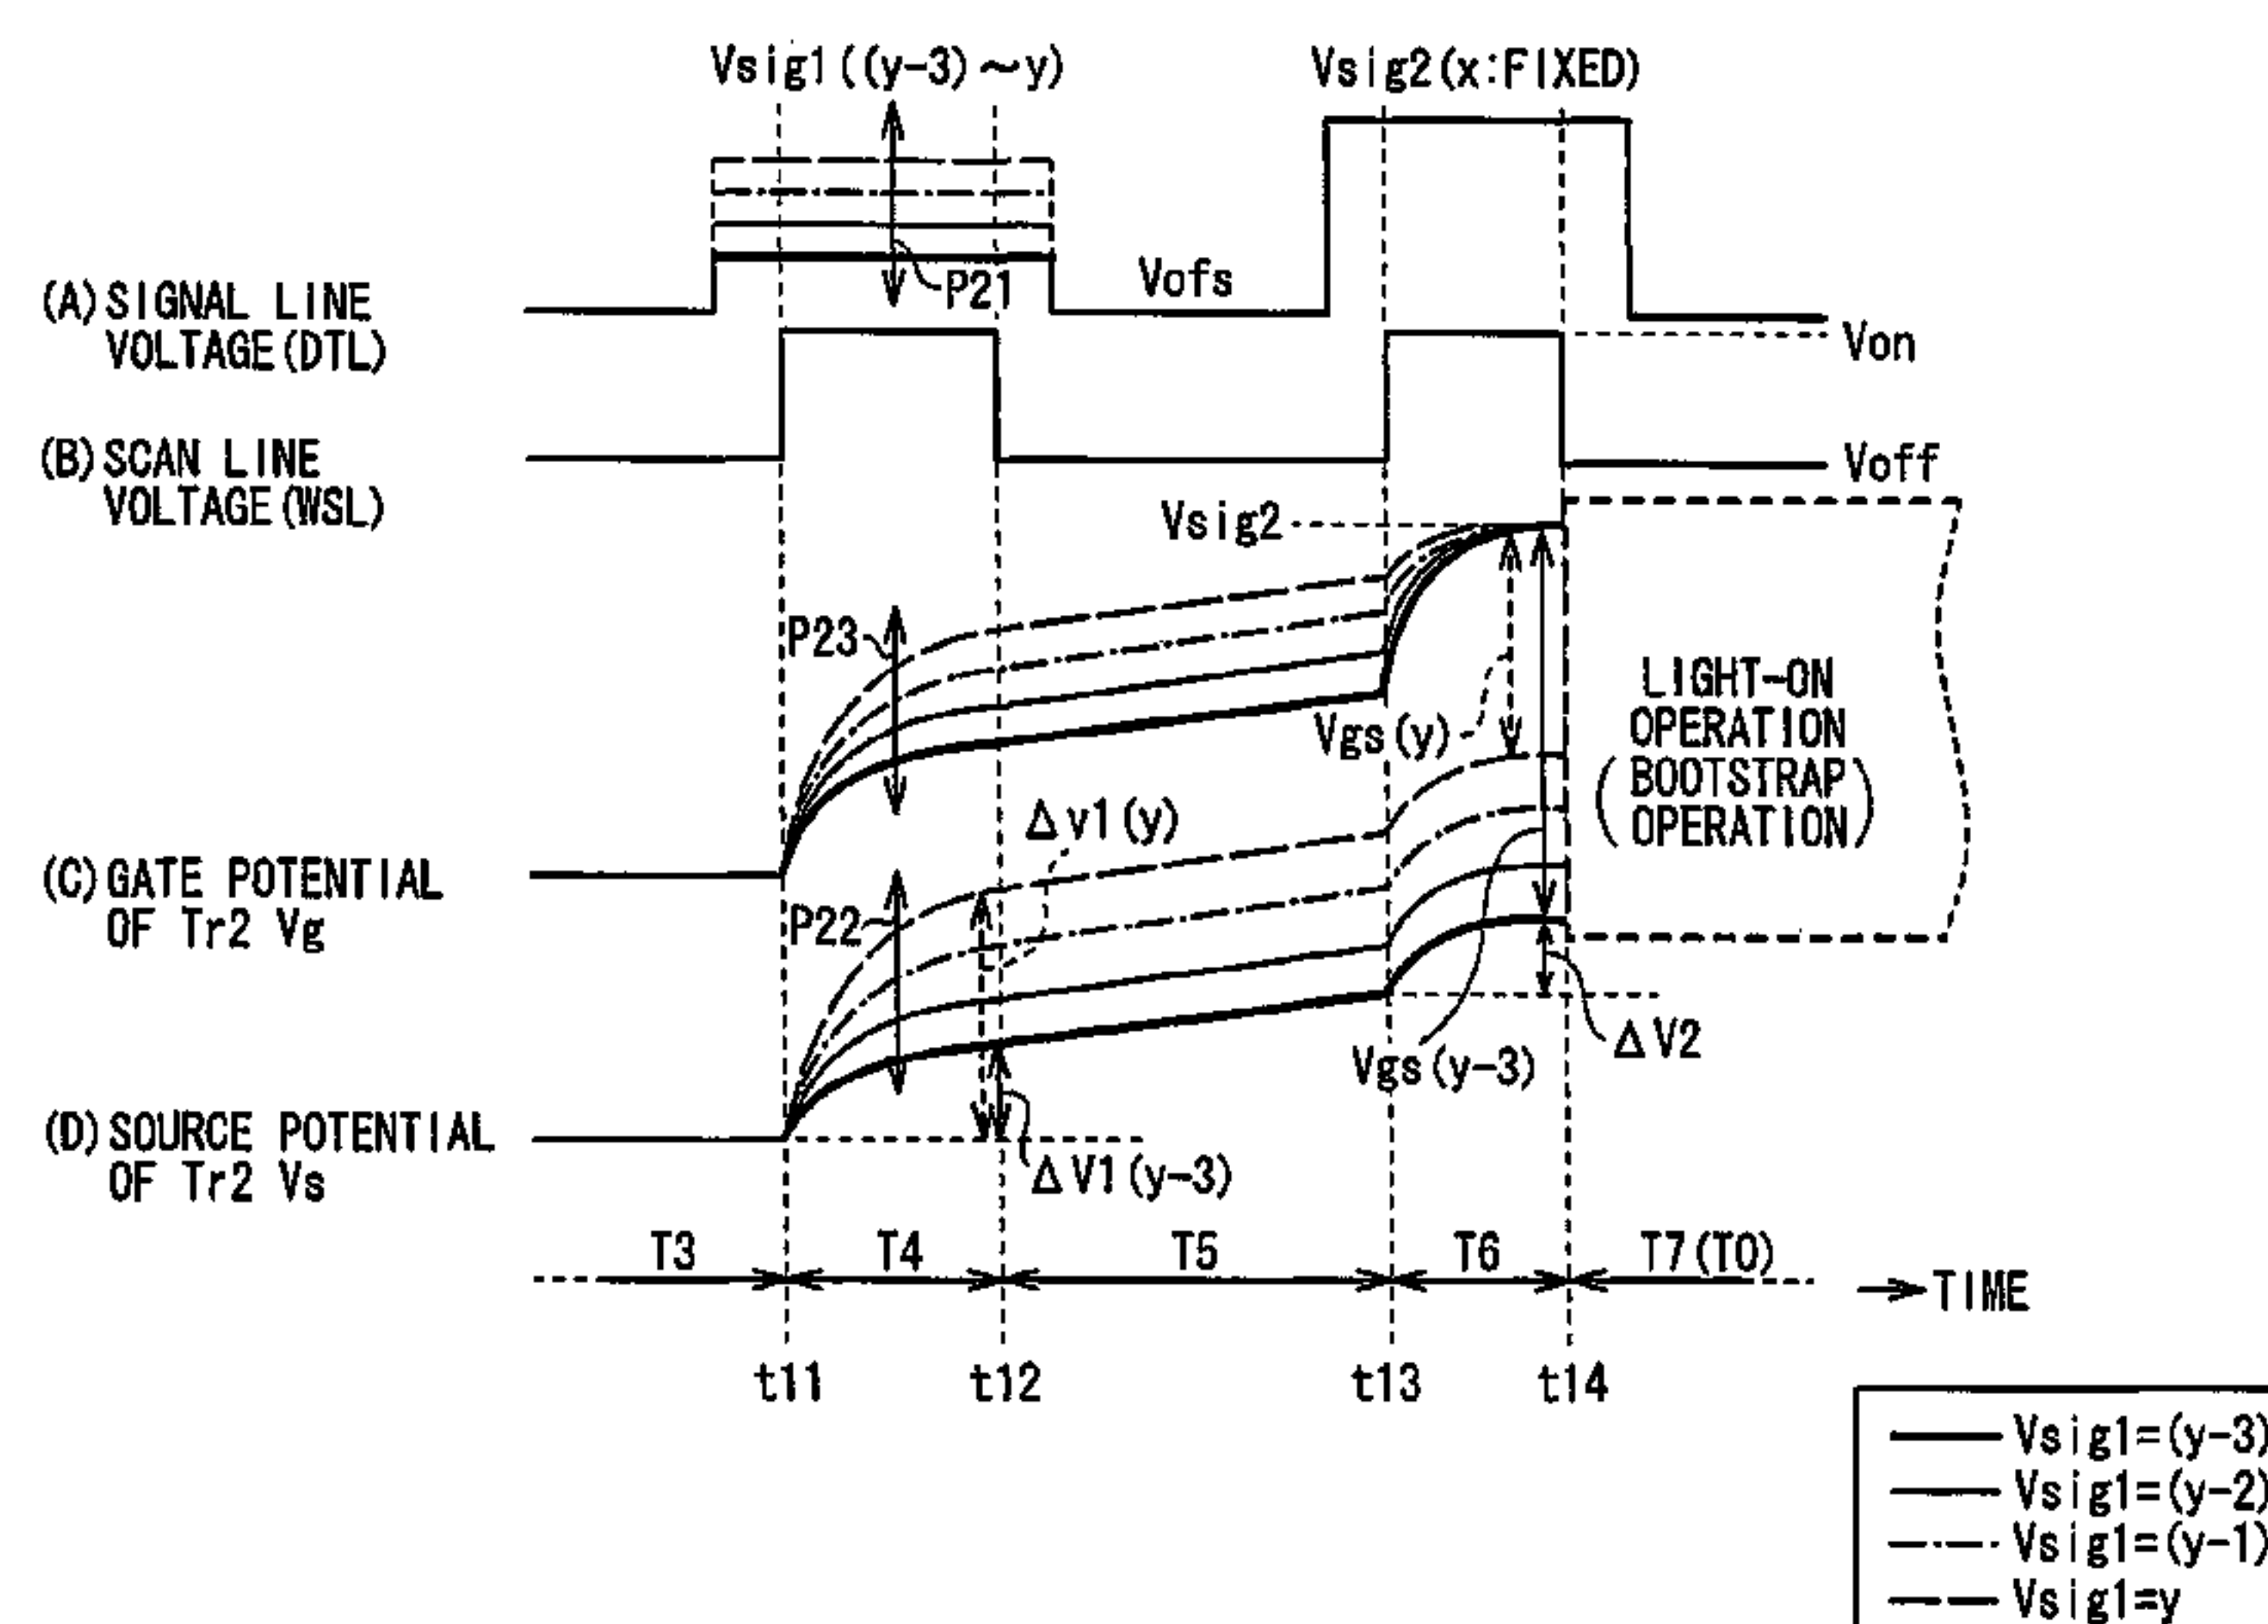 Vsig1((y-3)~y)
Vsig2(x:FIXED)
P21
Vofs
(A) SIGNAL LINE
VOLTAGE(DTL)
Von
(B) SCAN LINE
VOLTAGE(WSL)
Voff
Vsig2
P23
Vgs(y)
LIGHT-ON
OPERATION
(BOOTSTRAP
OPERATION)
Δv1(y)
(C) GATE POTENTIAL
OF Tr2 Vg
P22
ΔV2
Vgs(y-3)
(D) SOURCE POTENTIAL
OF Tr2 Vs
ΔV1(y-3)
T3 T4 T5 T6 T7(T0)
TIME
t11 t12 t13 t14
Vsig1=(y-3)
Vsig1=(y-2)
Vsig1=(y-1)
Vsig1=y